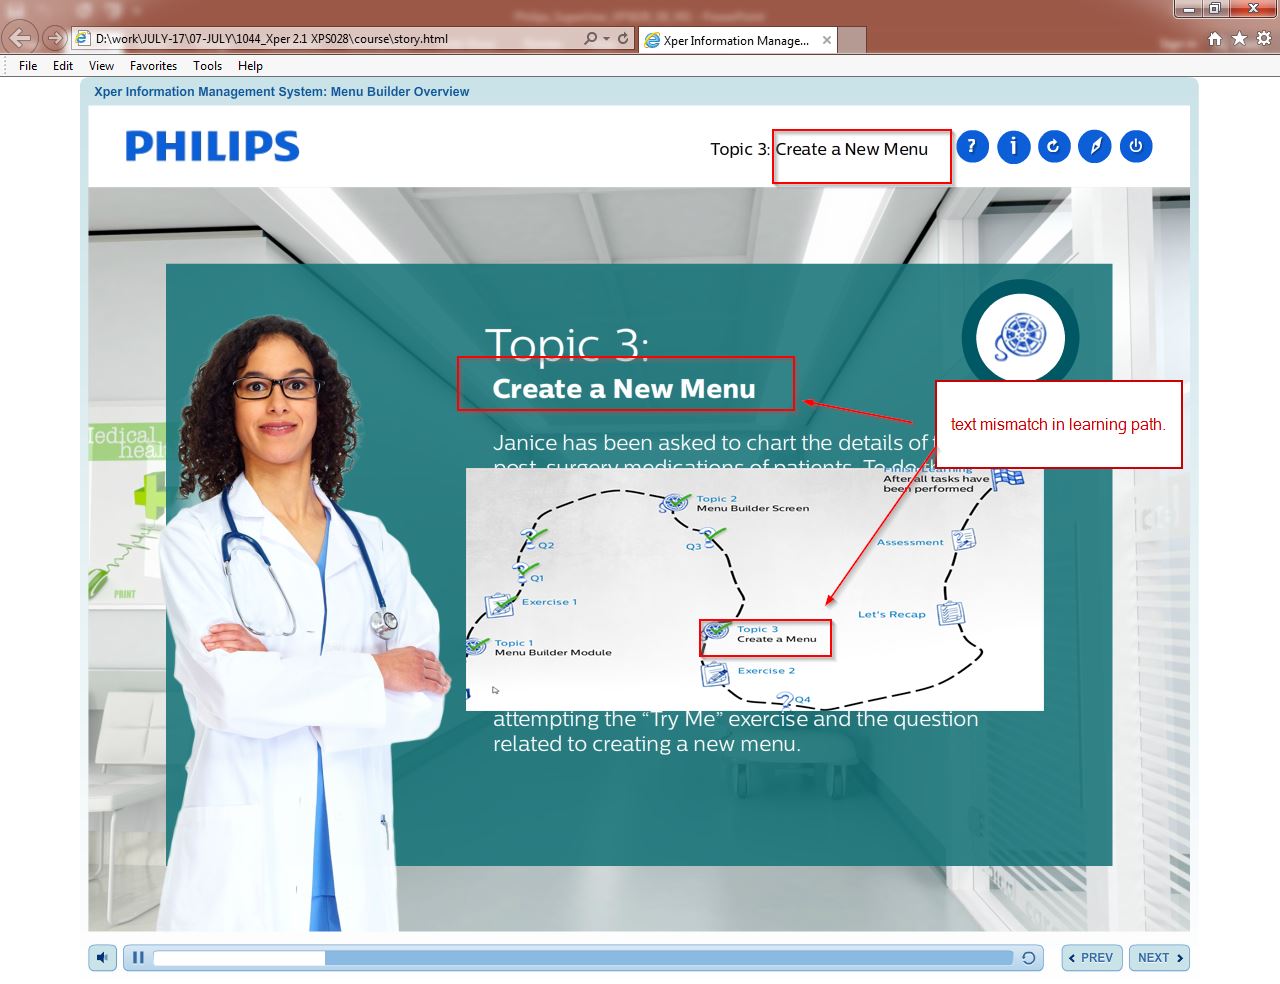 D:\work\JULY-17\07-JULY\1044_Xper 2.1 XPS028\course\story.html
Xper Information Manage...
File Edit View Favorites Tools Help
Xper Information Management System: Menu Builder Overview
PHILIPS
Topic 3: Create a New Menu
Topic 3:
Create a New Menu
text mismatch in learning path.
Janice has been asked to chart the details of
post-surgery medications of patients. To do
Finish Learning
After all tasks have
been performed
Topic 2
Menu Builder Screen
Q2
Q3
Assessment
Q1
Exercise 1
Let's Recap
Topic 3
Create a Menu
Topic 1
Menu Builder Module
Exercise 2
Q4
attempting the “Try Me” exercise and the question
related to creating a new menu.
Medical
heal
PRINT
PREV
NEXT